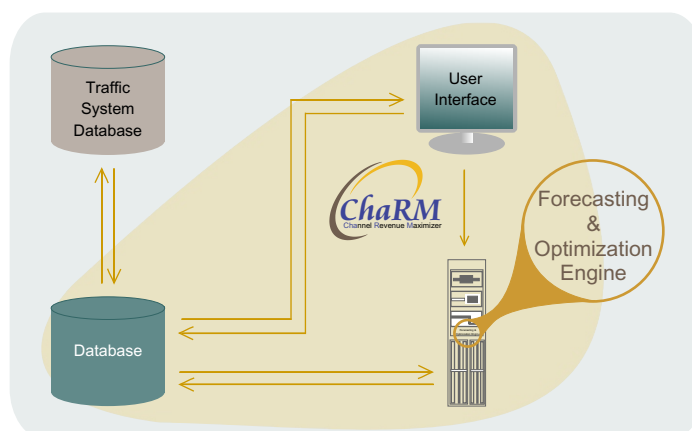 Traffic
System
Database
User
Interface
ChaRM
Channel Revenue Maximizer
Forecasting
&
Optimization
Engine
Database